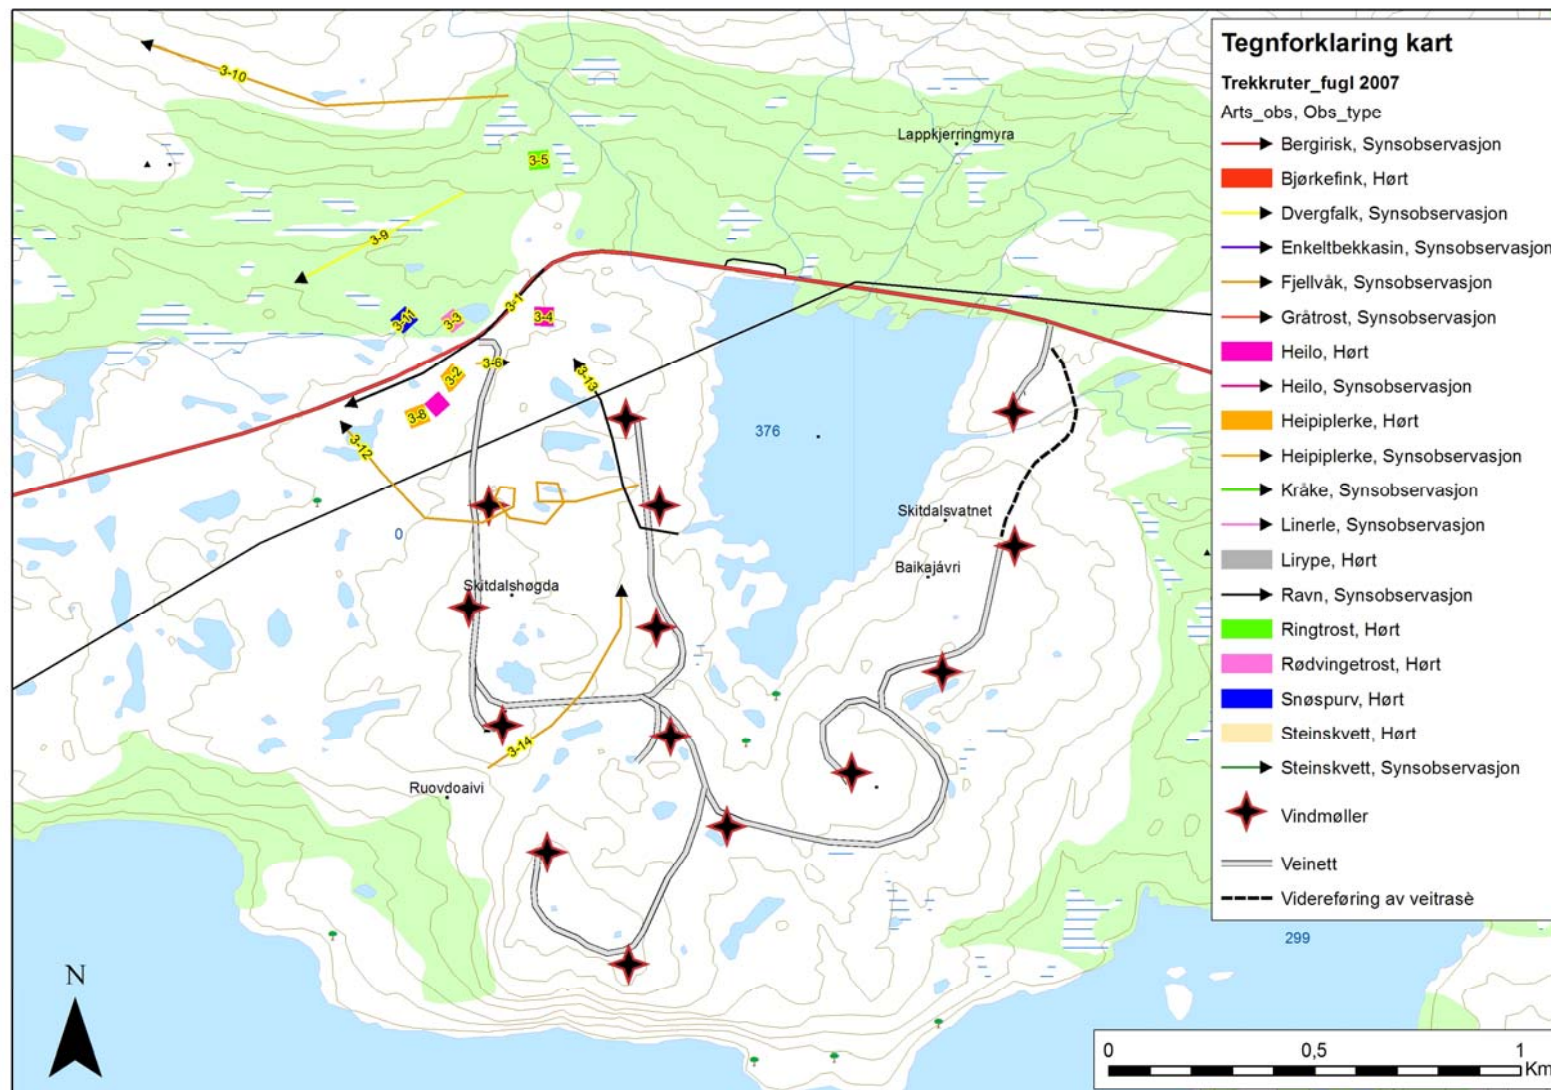 Tegnforklaring kart
Trekkruter_fugl 2007
Arts_obs, Obs_type
Bergirisk, Synsobservasjon
Bjørkefink, Hørt
Dvergfalk, Synsobservasjon
Enkeltbekkasin, Synsobservasjon
Fjellvåk, Synsobservasjon
Gråtrost, Synsobservasjon
Heilo, Hørt
Heilo, Synsobservasjon
Heipiplerke, Hørt
Heipiplerke, Synsobservasjon
Kråke, Synsobservasjon
Linerle, Synsobservasjon
Lirype, Hørt
Ravn, Synsobservasjon
Ringtrost, Hørt
Rødvingetrost, Hørt
Snøspurv, Hørt
Steinskvett, Hørt
Steinskvett, Synsobservasjon
Vindmøller
Veinett
Videreføring av veitrasè
3-10
3-5
Lappkjerringmyra
3-9
3-1
3-11
3-3
3-4
3-6
3-2
3-13
3-8
3-12
376
Skitdalsvatnet
0
Baikajávri
Skitdalshøgda
3-14
Ruovdoaivi
299
N
0
0,5
1
Km